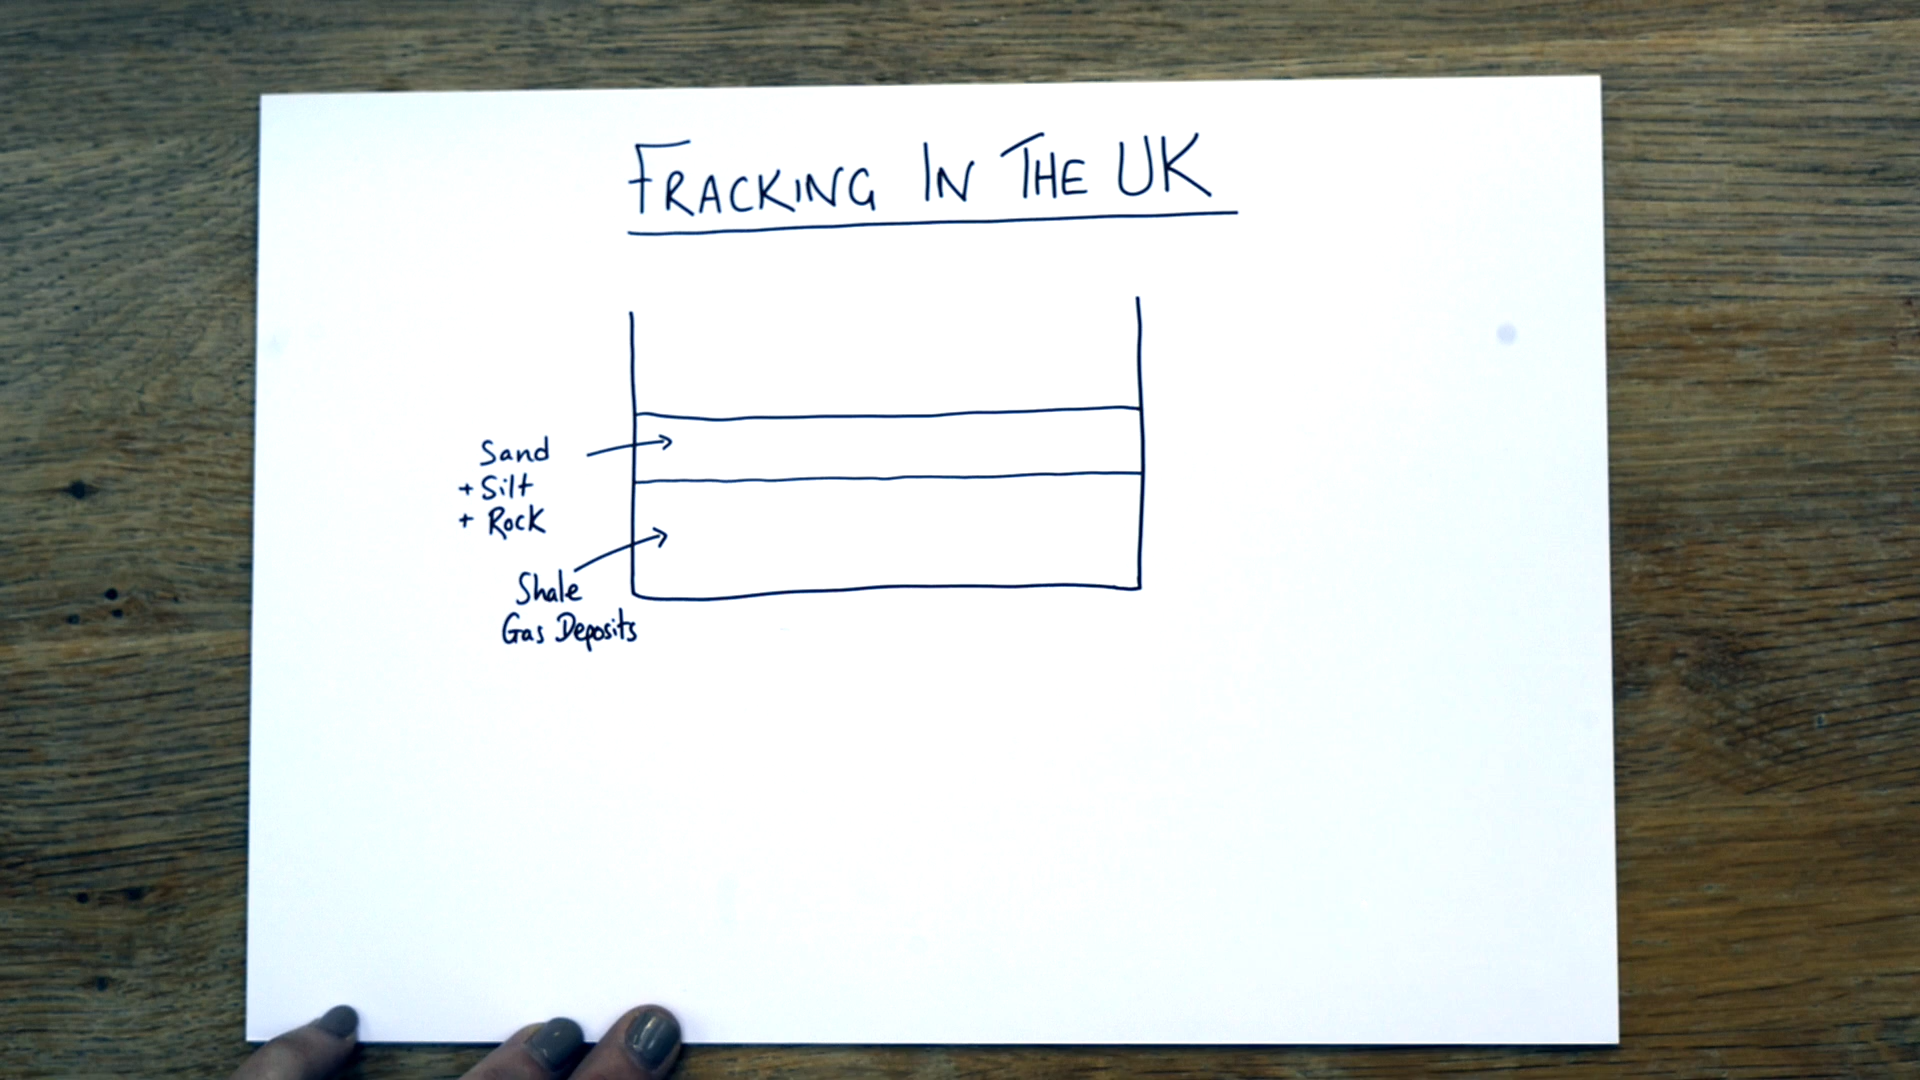 FRACKING IN THE UK
Sand
+ Silt
+ Rock
Shale
Gas Deposits